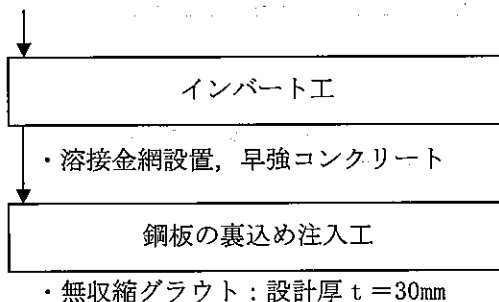 インバート工
・溶接金網設置，早強コンクリート
鋼板の裏込め注入工
・無収縮グラウト：設計厚ｔ＝30mm